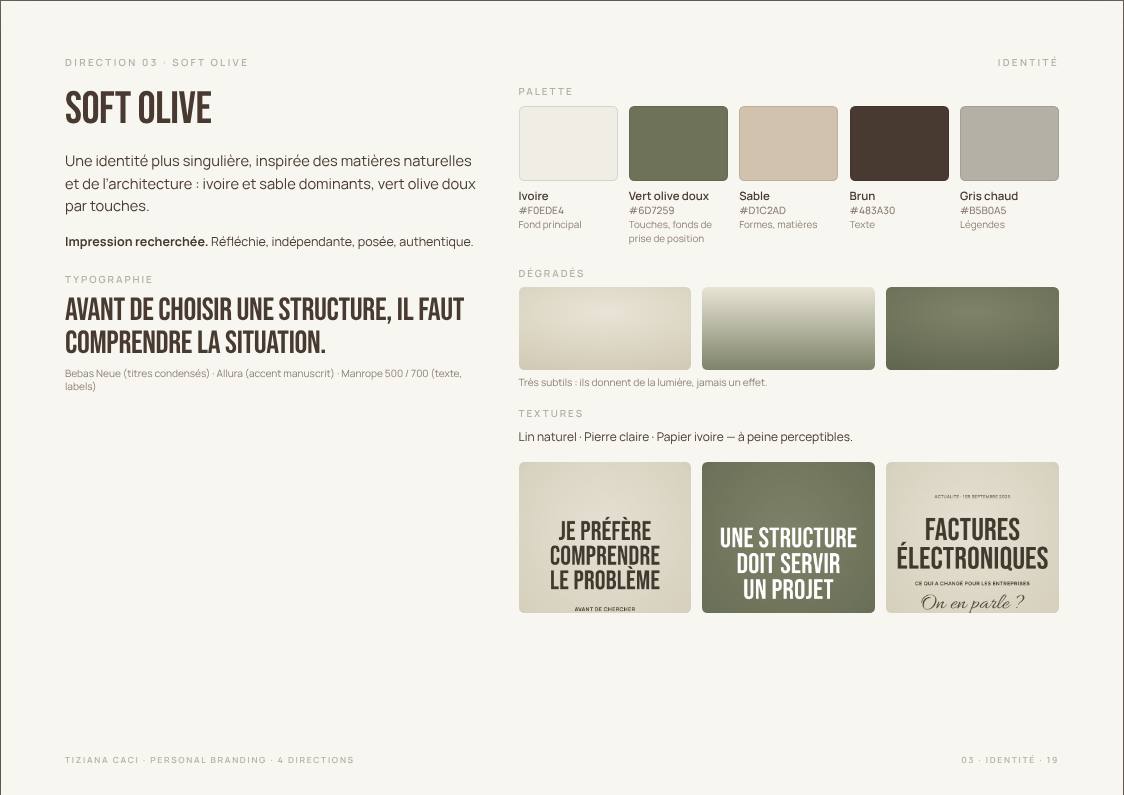 DIRECTION 03 · SOFT OLIVE
IDENTITÉ
SOFT OLIVE
Une identité plus singulière, inspirée des matières naturelles
et de l'architecture : ivoire et sable dominants, vert olive doux
par touches.
Impression recherchée. Réfléchie, indépendante, posée, authentique.
TYPOGRAPHIE
AVANT DE CHOISIR UNE STRUCTURE, IL FAUT
COMPRENDRE LA SITUATION.
Bebas Neue (titres condensés) · Allura (accent manuscrit) · Manrope 500 / 700 (texte,
labels)
PALETTE
Ivoire
#F0EDE4
Fond principal
Vert olive doux
#6D7259
Touches, fonds de
prise de position
Sable
#D1C2AD
Formes, matières
Brun
#483A30
Texte
Gris chaud
#B5B0A5
Légendes
DÉGRADÉS
Très subtils : ils donnent de la lumière, jamais un effet.
TEXTURES
Lin naturel · Pierre claire · Papier ivoire — à peine perceptibles.
JE PRÉFÈRE
COMPRENDRE
LE PROBLÈME
AVANT DE CHERCHER
UNE STRUCTURE
DOIT SERVIR
UN PROJET
ACTUALITÉ · 1ER SEPTEMBRE 2026
FACTURES
ÉLECTRONIQUES
CE QUI A CHANGÉ POUR LES ENTREPRISES
On en parle ?
TIZIANA CACI · PERSONAL BRANDING · 4 DIRECTIONS
03 · IDENTITÉ · 19